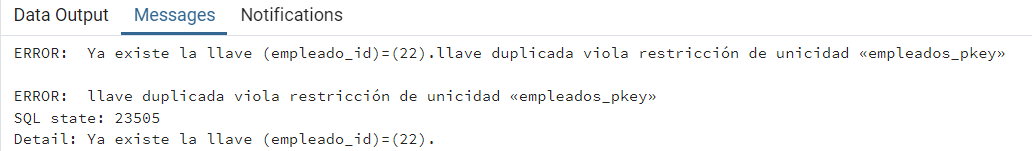 Data Output Messages Notifications
ERROR:  Ya existe la llave (empleado_id)=(22).llave duplicada viola restricción de unicidad «empleados_pkey»
ERROR:  llave duplicada viola restricción de unicidad «empleados_pkey»
SQL state: 23505
Detail: Ya existe la llave (empleado_id)=(22).